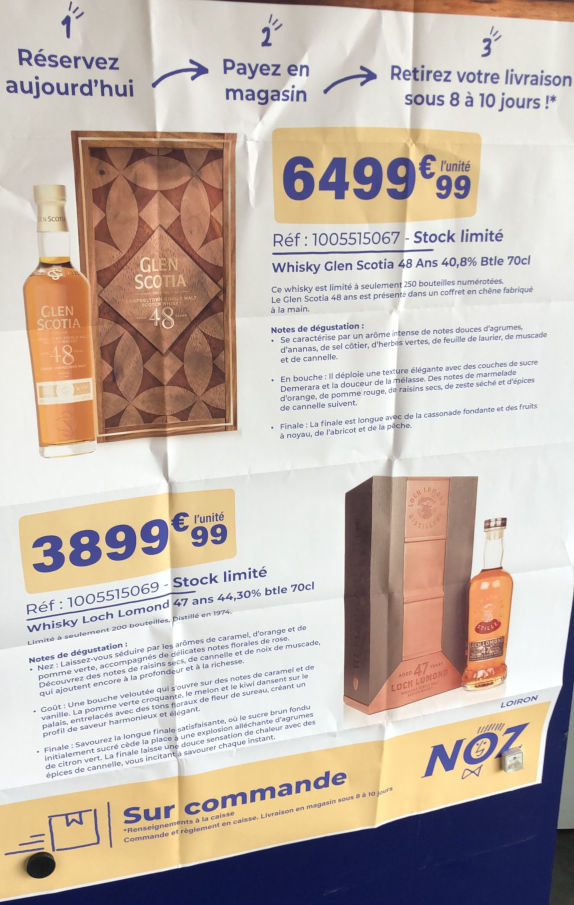 1
Réservez
aujourd'hui
2
Payez en
magasin
3
Retirez votre livraison
sous 8 à 10 jours !*
6499€99
l'unité
Réf : 1005515067 - Stock limité
Whisky Glen Scotia 48 Ans 40,8% Btle 70cl
Ce whisky est limité à seulement 250 bouteilles numérotées.
Le Glen Scotia 48 ans est présenté dans un coffret en chêne fabriqué
à la main.
Notes de dégustation :
• Se caractérise par un arôme intense de notes douces d'agrumes,
d'ananas, de sel côtier, d'herbes vertes, de feuille de laurier, de muscade
et de cannelle.
• En bouche : Il déploie une texture élégante avec des couches de sucre
Demerara et la douceur de la mélasse. Des notes de marmelade
d'orange, de pomme rouge, de raisins secs, de zeste séché et d'épices
de cannelle suivent.
• Finale : La finale est longue avec de la cassonade fondante et des fruits
à noyau, de l'abricot et de la pêche.
GLEN
SCOTIA
CAMPBELTOWN SINGLE MALT
SCOTCH WHISKY
48
GLEN SCOTIA
GLEN
SCOTIA
48
3899€99
l'unité
Réf : 1005515069 - Stock limité
Whisky Loch Lomond 47 ans 44,30% btle 70cl
Limité à seulement 200 bouteilles. Distillé en 1974.
Notes de dégustation :
• Nez : Laissez-vous séduire par les arômes de caramel, d'orange et de
pomme verte, accompagnés de délicates notes florales de rose.
Découvrez des notes de raisins secs, de cannelle et de noix de muscade,
qui ajoutent encore à la profondeur et à la richesse.
• Goût : Une bouche veloutée qui s'ouvre sur des notes de caramel et de
vanille. La pomme verte croquante, le melon et le kiwi dansent sur le
palais, entrelacés avec des tons floraux de fleur de sureau, créant un
profil de saveur harmonieux et élégant.
• Finale : Savourez la longue finale satisfaisante, où le sucre brun fondu
initialement sucré cède la place à une explosion alléchante d'agrumes
de citron vert. La finale laisse une douce sensation de chaleur avec des
épices de cannelle, vous incitant à savourer chaque instant.
LOCH LOMOND
DISTILLERY
AGED 47 YEARS
LOCH LOMOND
LOIRON
NOZ
Sur commande
*Renseignements à la caisse
Commande et règlement en caisse. Livraison en magasin sous 8 à 10 jours